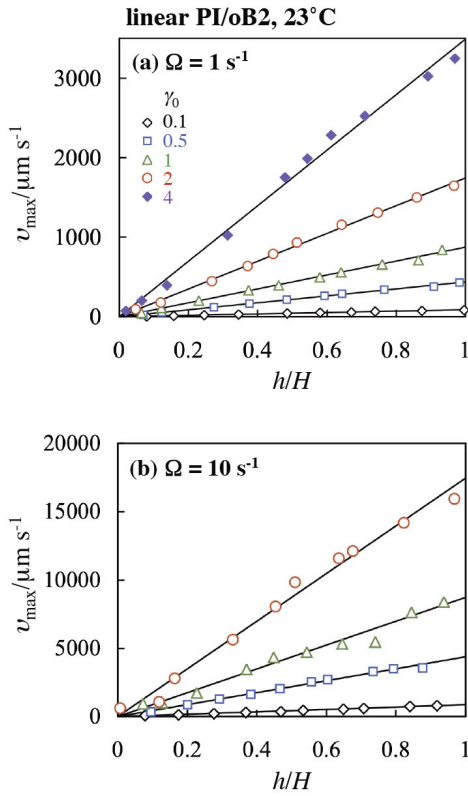 linear PI/oB2, 23˚C
(a) Ω = 1 s⁻¹
γ₀
0.1
0.5
1
2
4
3000
2000
1000
0
v_max/μm s⁻¹
0 0.2 0.4 0.6 0.8 1
h/H
(b) Ω = 10 s⁻¹
20000
15000
10000
5000
0
v_max/μm s⁻¹
0 0.2 0.4 0.6 0.8 1
h/H